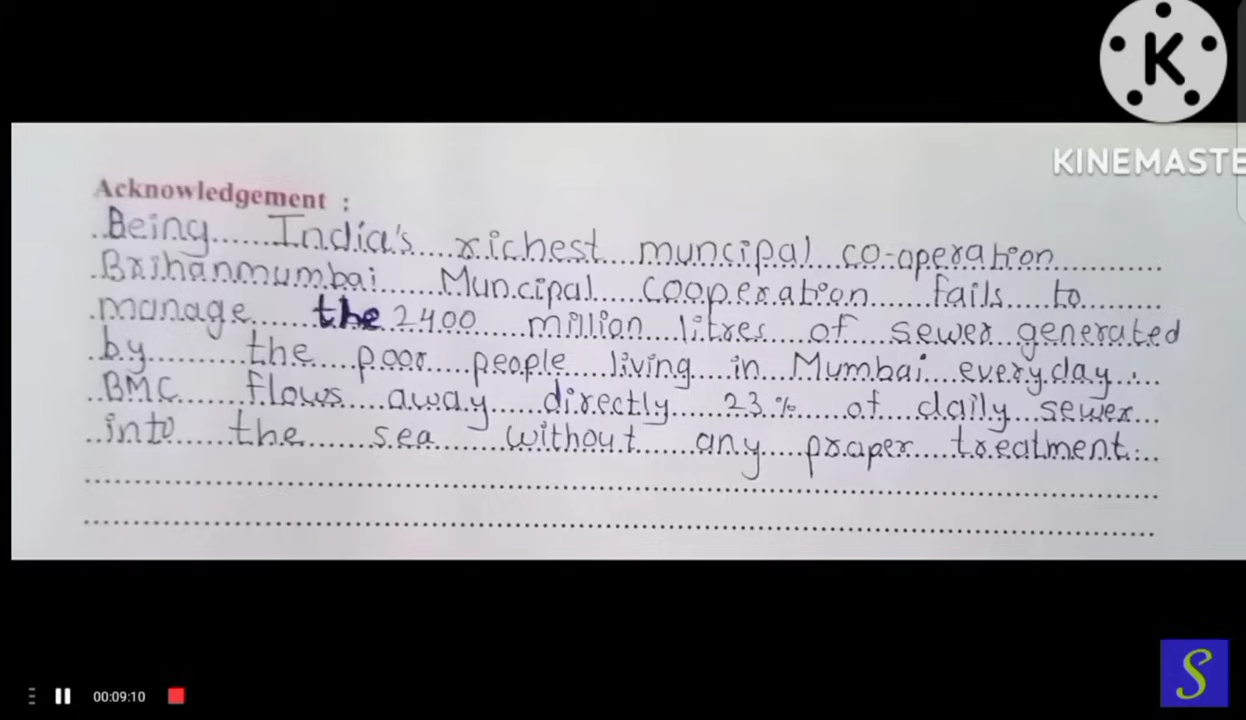 K
KINEMASTE
Acknowledgement :
Being India's richest muncipal co-operation
Brihanmumbai Muncipal cooperation fails to
manage the 2400 million litres of sewer generated
by the poor people living in Mumbai everyday.
BMC flows away directly 23% of daily sewer
into the sea without any proper treatment.
00:09:10
S